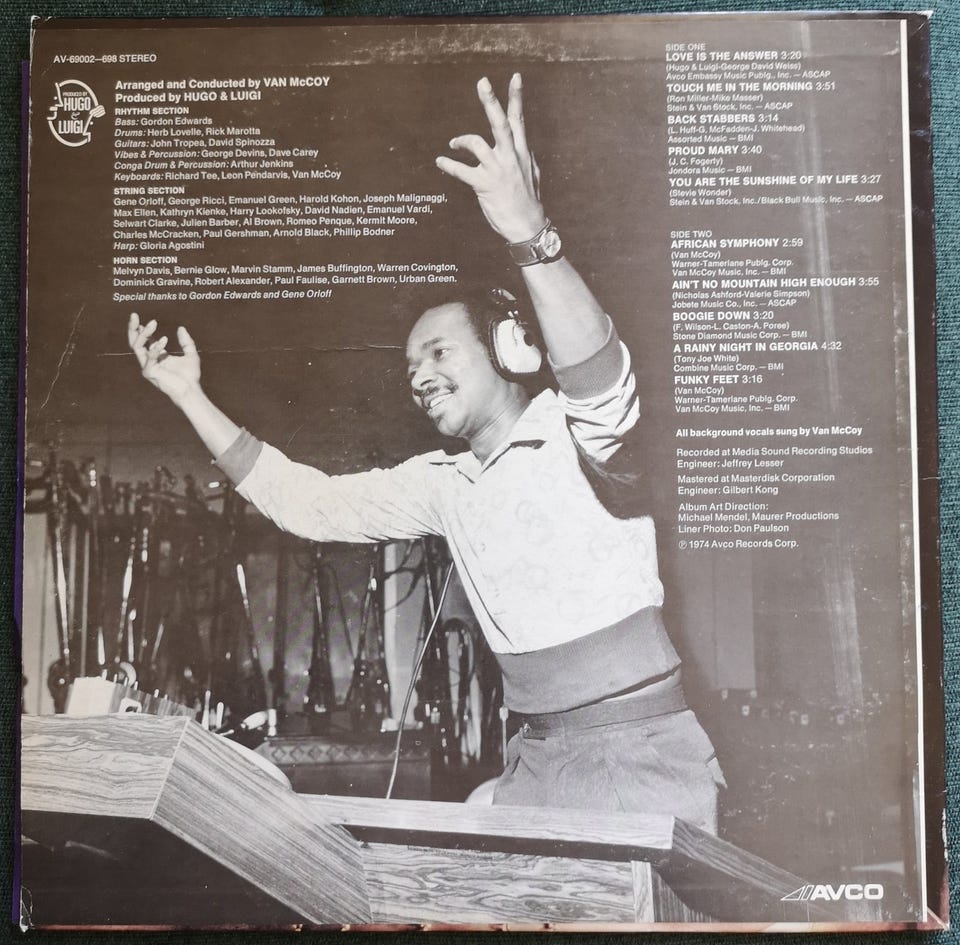 AV-69002—698 STEREO
PRODUCED BY
HUGO
&
LUIGI
Arranged and Conducted by VAN McCOY
Produced by HUGO & LUIGI
RHYTHM SECTION
Bass: Gordon Edwards
Drums: Herb Lovelle, Rick Marotta
Guitars: John Tropea, David Spinozza
Vibes & Percussion: George Devins, Dave Carey
Conga Drum & Percussion: Arthur Jenkins
Keyboards: Richard Tee, Leon Pendarvis, Van McCoy
STRING SECTION
Gene Orloff, George Ricci, Emanuel Green, Harold Kohon, Joseph Malignaggi,
Max Ellen, Kathryn Kienke, Harry Lookofsky, David Nadien, Emanuel Vardi,
Selwart Clarke, Julien Barber, Al Brown, Romeo Penque, Kermit Moore,
Charles McCracken, Paul Gershman, Arnold Black, Phillip Bodner
Harp: Gloria Agostini
HORN SECTION
Melvyn Davis, Bernie Glow, Marvin Stamm, James Buffington, Warren Covington,
Dominick Gravine, Robert Alexander, Paul Faulise, Garnett Brown, Urban Green.
Special thanks to Gordon Edwards and Gene Orloff
SIDE ONE
LOVE IS THE ANSWER 3:20
(Hugo & Luigi-George David Weiss)
Avco Embassy Music Publg., Inc. — ASCAP
TOUCH ME IN THE MORNING 3:51
(Ron Miller-Mike Masser)
Stein & Van Stock, Inc. — ASCAP
BACK STABBERS 3:14
(L. Huff-G. McFadden-J. Whitehead)
Assorted Music — BMI
PROUD MARY 3:40
(J. C. Fogerty)
Jondora Music — BMI
YOU ARE THE SUNSHINE OF MY LIFE 3:27
(Stevie Wonder)
Stein & Van Stock, Inc./Black Bull Music, Inc. — ASCAP
SIDE TWO
AFRICAN SYMPHONY 2:59
(Van McCoy)
Warner-Tamerlane Publg. Corp.
Van McCoy Music, Inc. — BMI
AIN'T NO MOUNTAIN HIGH ENOUGH 3:55
(Nicholas Ashford-Valerie Simpson)
Jobete Music Co., Inc. — ASCAP
BOOGIE DOWN 3:20
(F. Wilson-L. Caston-A. Poree)
Stone Diamond Music Corp. — BMI
A RAINY NIGHT IN GEORGIA 4:32
(Tony Joe White)
Combine Music Corp. — BMI
FUNKY FEET 3:16
(Van McCoy)
Warner-Tamerlane Publg. Corp.
Van McCoy Music, Inc. — BMI
All background vocals sung by Van McCoy
Recorded at Media Sound Recording Studios
Engineer: Jeffrey Lesser
Mastered at Masterdisk Corporation
Engineer: Gilbert Kong
Album Art Direction:
Michael Mendel, Maurer Productions
Liner Photo: Don Paulson
℗ 1974 Avco Records Corp.
AVCO